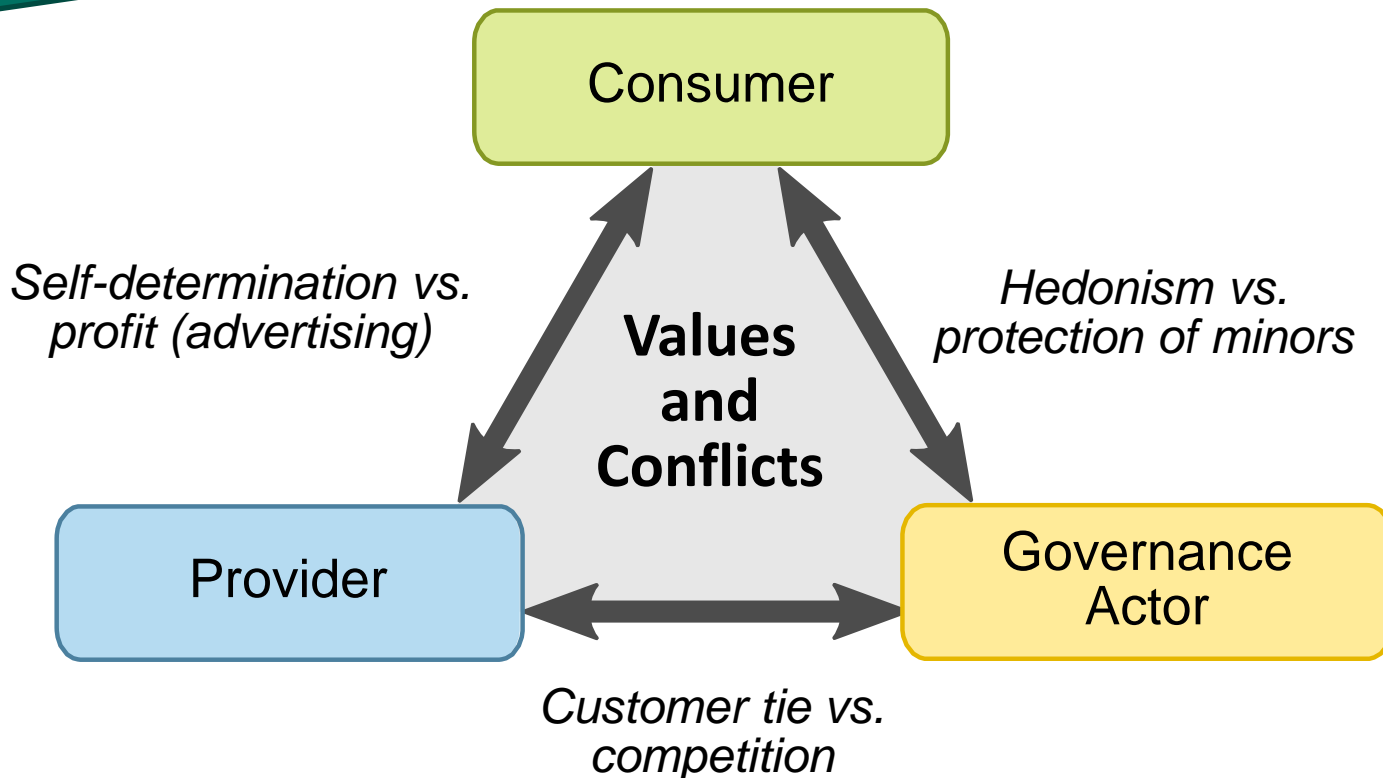 Consumer
Self-determination vs.
profit (advertising)
Values
and
Conflicts
Hedonism vs.
protection of minors
Provider
Governance
Actor
Customer tie vs.
competition